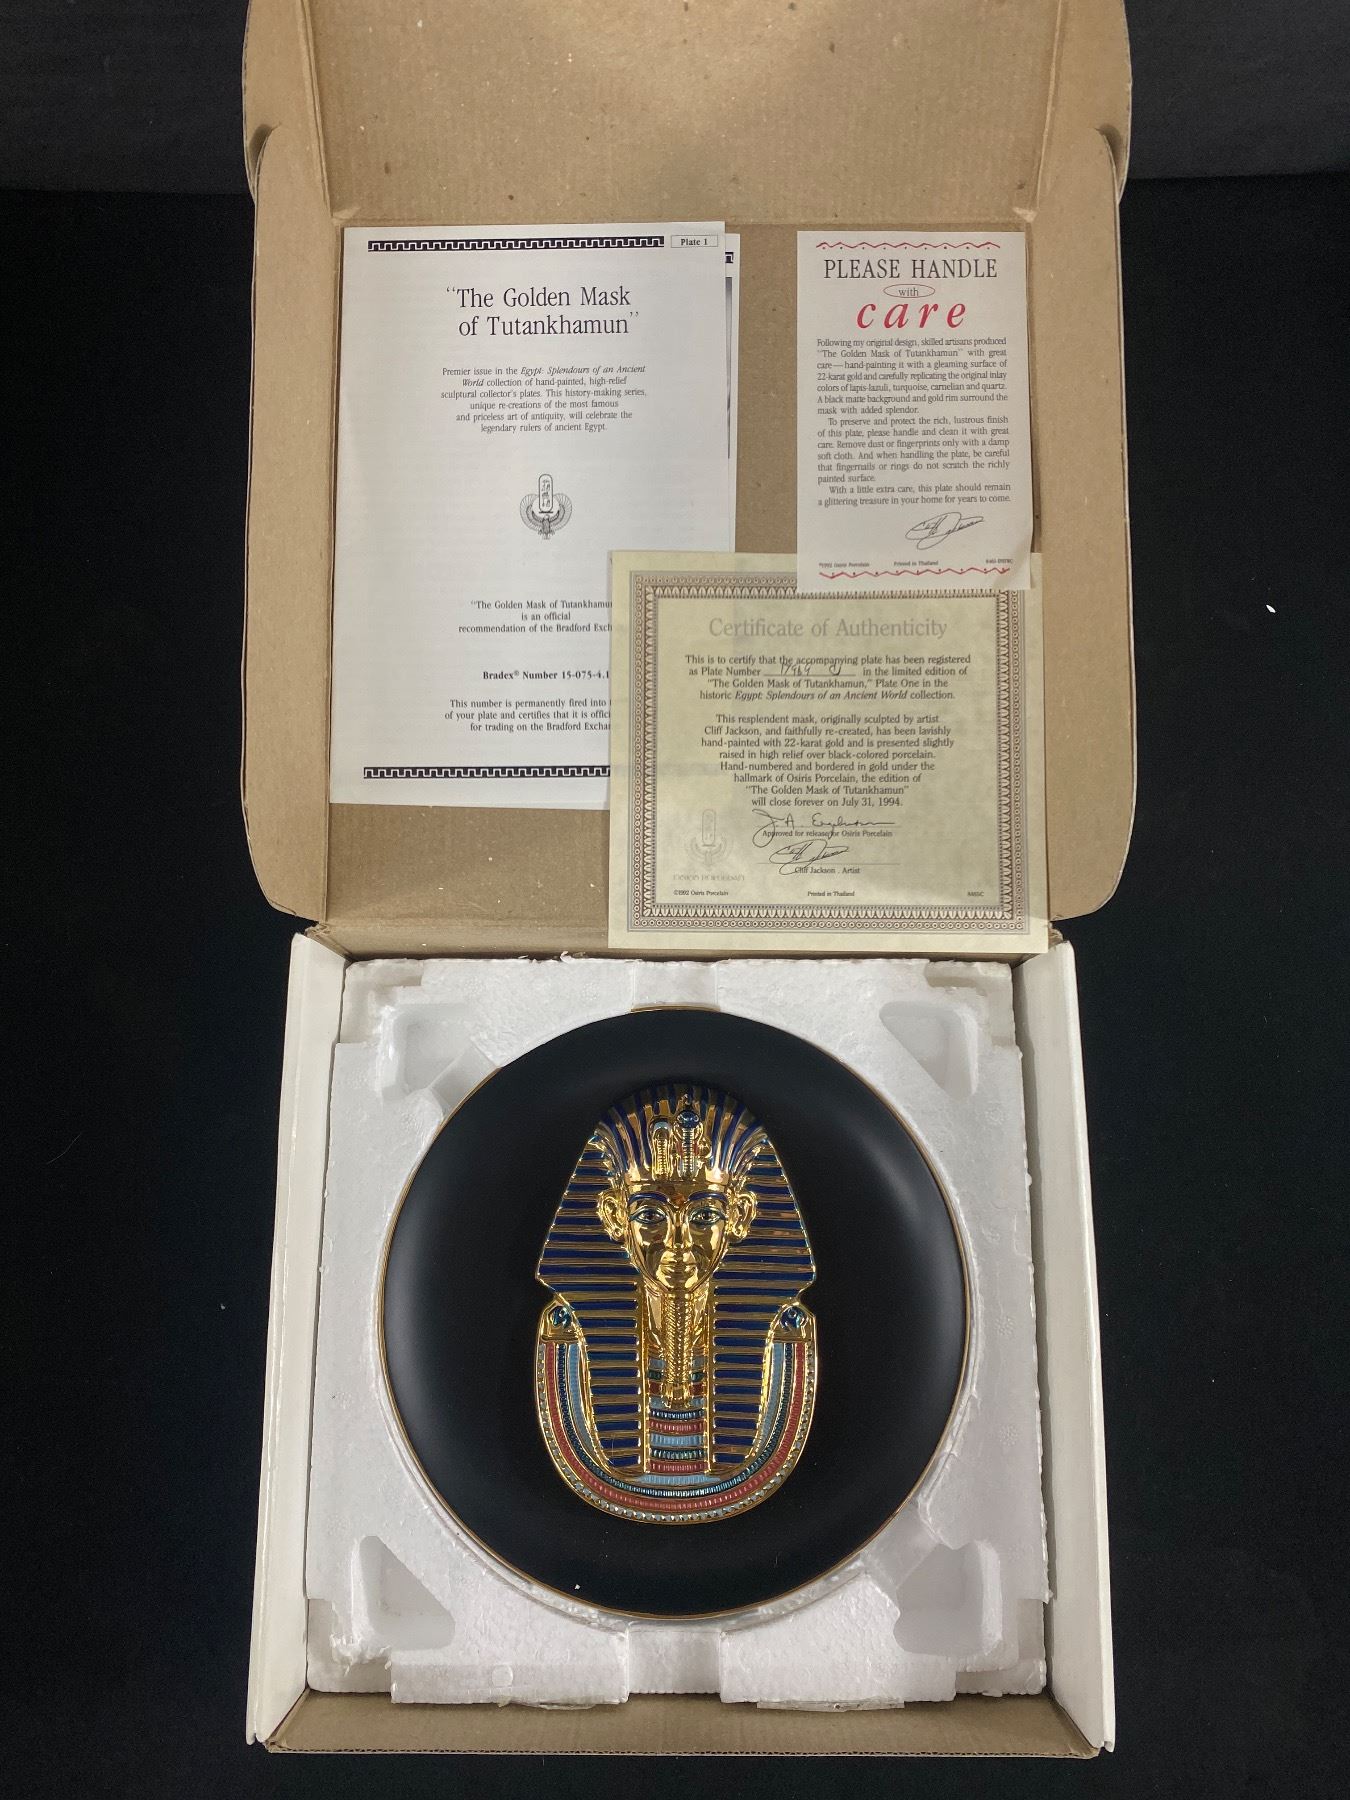 Plate 1
“The Golden Mask
of Tutankhamun”
Premier issue in the Egypt: Splendours of an Ancient
World collection of hand-painted, high-relief
sculptural collector's plates. This history-making series,
unique re-creations of the most famous
and priceless art of antiquity, will celebrate the
legendary rulers of ancient Egypt.
“The Golden Mask of Tutankhamu
is an official
recommendation of the Bradford Exch
Bradex® Number 15-075-4.1
This number is permanently fired into
of your plate and certifies that it is offic
for trading on the Bradford Exchan
PLEASE HANDLE
with
care
Following my original design, skilled artisans produced
“The Golden Mask of Tutankhamun” with great
care — hand-painting it with a gleaming surface of
22-karat gold and carefully replicating the original inlay
colors of lapis-lazuli, turquoise, carnelian and quartz.
A black matte background and gold rim surround the
mask with added splendor.
To preserve and protect the rich, lustrous finish
of this plate, please handle and clean it with great
care. Remove dust or fingerprints only with a damp
soft cloth. And when handling the plate, be careful
that fingernails or rings do not scratch the richly
painted surface.
With a little extra care, this plate should remain
a glittering treasure in your home for years to come.
©1992 Osiris Porcelain Printed in Thailand
Certificate of Authenticity
This is to certify that the accompanying plate has been registered
as Plate Number in the limited edition of
“The Golden Mask of Tutankhamun,” Plate One in the
historic Egypt: Splendours of an Ancient World collection.
This resplendent mask, originally sculpted by artist
Cliff Jackson, and faithfully re-created, has been lavishly
hand-painted with 22-karat gold and is presented slightly
raised in high relief over black-colored porcelain.
Hand-numbered and bordered in gold under the
hallmark of Osiris Porcelain, the edition of
“The Golden Mask of Tutankhamun”
will close forever on July 31, 1994.
Approved for release for Osiris Porcelain
Cliff Jackson . Artist
OSIRIS PORCELAIN
©1992 Osiris Porcelain Printed in Thailand